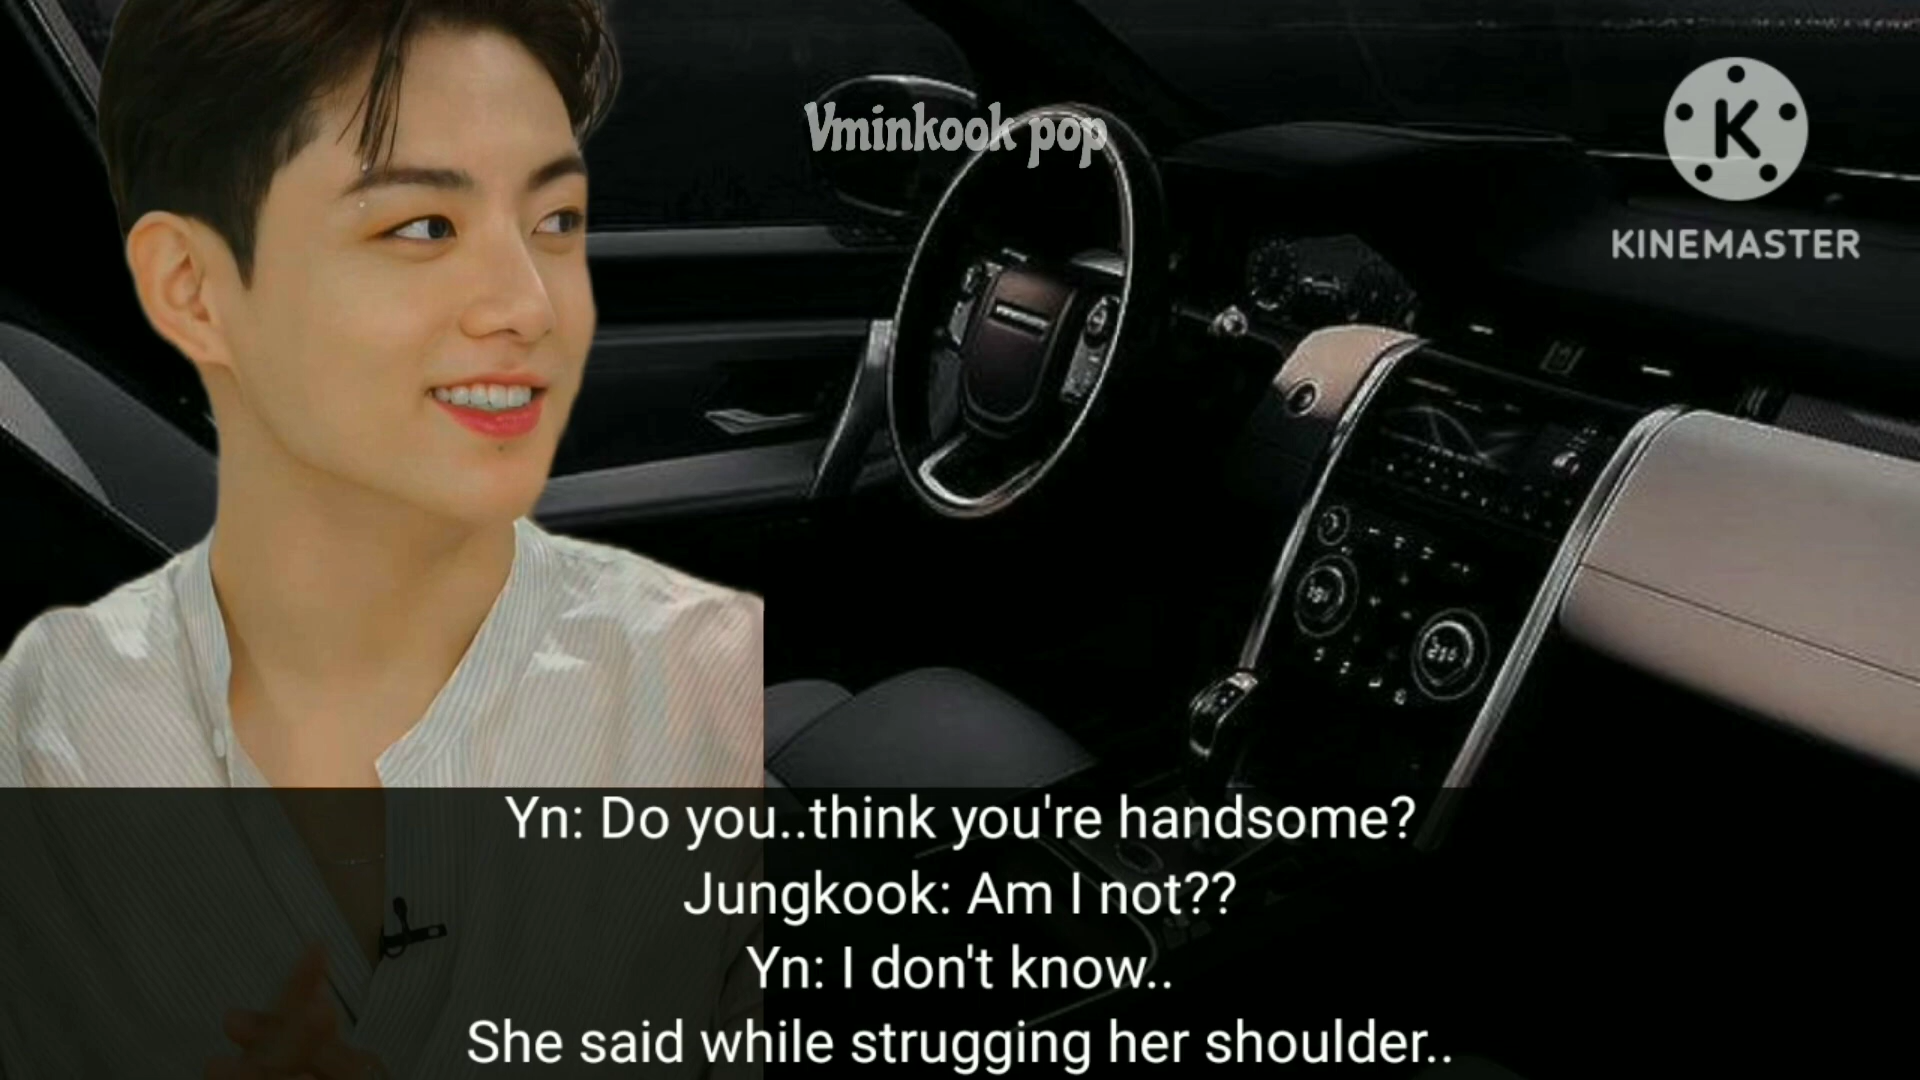 Vminkook pop
K
KINEMASTER
Yn: Do you..think you're handsome?
Jungkook: Am I not??
Yn: I don't know..
She said while strugging her shoulder..